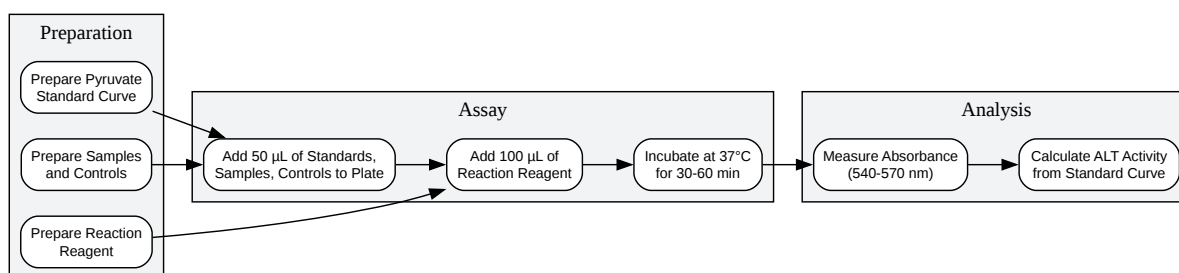 Preparation
Prepare Pyruvate
Standard Curve
Prepare Samples
and Controls
Prepare Reaction
Reagent
Assay
Add 50 µL of Standards,
Samples, Controls to Plate
Add 100 µL of
Reaction Reagent
Incubate at 37°C
for 30-60 min
Analysis
Measure Absorbance
(540-570 nm)
Calculate ALT Activity
from Standard Curve